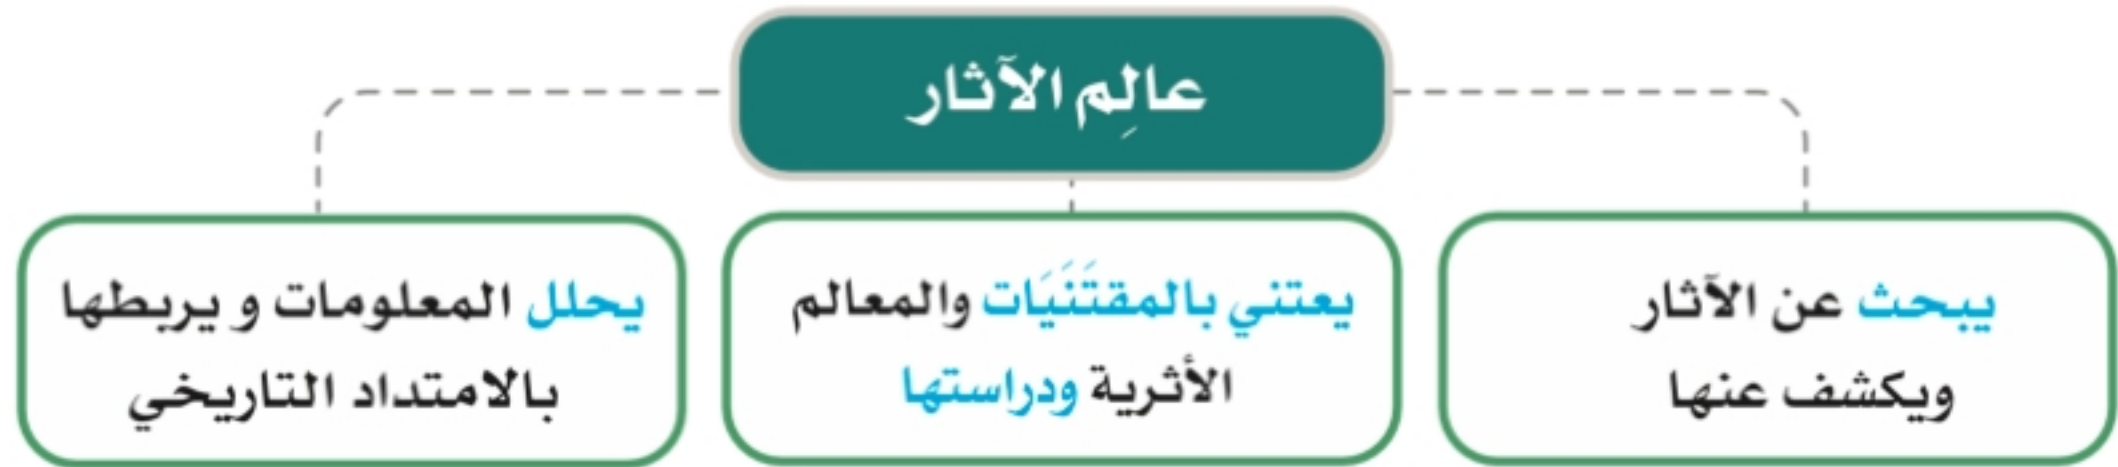 عالِم الآثار
يبحث عن الآثار
ويكشف عنها
يعتني بالمقتَنَيَات والمعالم
الأثرية ودراستها
يحلل المعلومات و يربطها
بالامتداد التاريخي